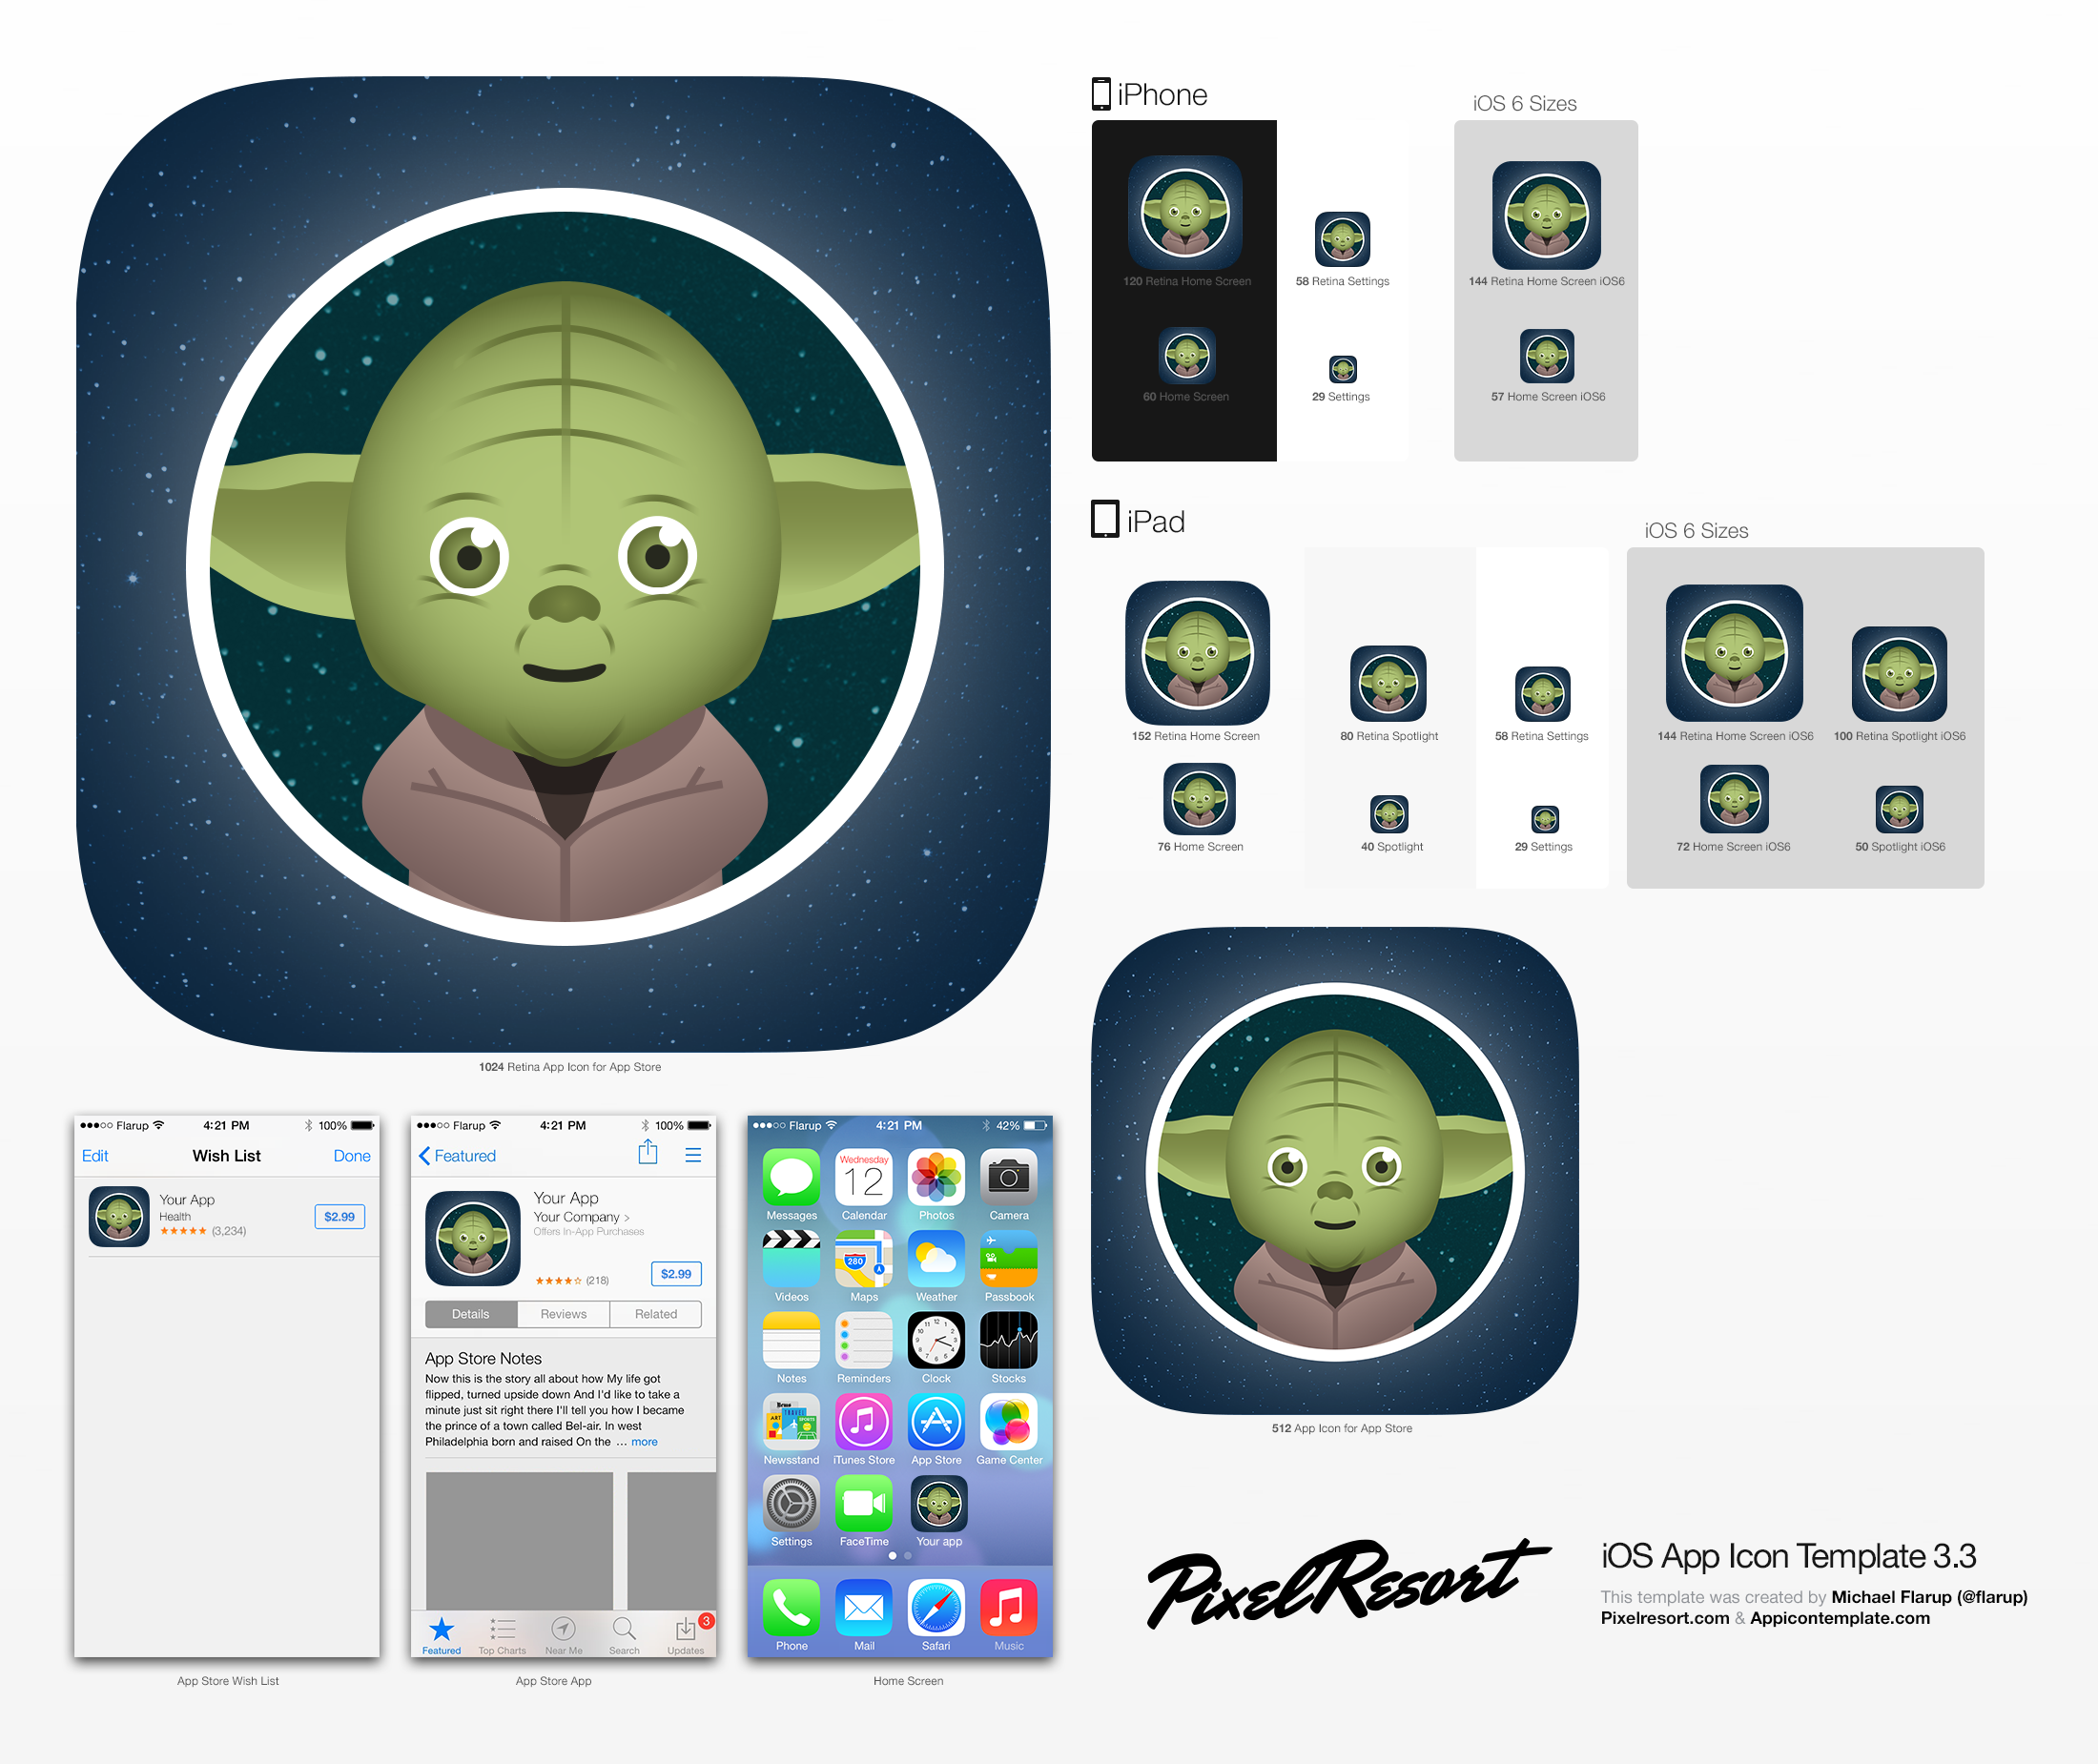 iPhone
iOS 6 Sizes
120 Retina Home Screen
58 Retina Settings
144 Retina Home Screen iOS6
60 Home Screen
29 Settings
57 Home Screen iOS6
iPad
iOS 6 Sizes
152 Retina Home Screen
80 Retina Spotlight
58 Retina Settings
144 Retina Home Screen iOS6
100 Retina Spotlight iOS6
76 Home Screen
40 Spotlight
29 Settings
72 Home Screen iOS6
50 Spotlight iOS6
1024 Retina App Icon for App Store
Flarup 4:21 PM 100%
Edit Wish List Done
Your App
Health
(3,234)
$2.99
App Store Wish List
Flarup 4:21 PM 100%
Featured
Your App
Your Company >
Offers In-App Purchases
(218)
$2.99
Details Reviews Related
App Store Notes
Now this is the story all about how My life got
flipped, turned upside down And I'd like to take a
minute just sit right there I'll tell you how I became
the prince of a town called Bel-air. In west
Philadelphia born and raised On the ... more
3
Featured Top Charts Near Me Search Updates
App Store App
Flarup 4:21 PM 42%
Wednesday
12
Messages Calendar Photos Camera
280
Videos Maps Weather Passbook
Notes Reminders Clock Stocks
ART TRAVEL SPORTS
Newsstand iTunes Store App Store Game Center
Settings FaceTime Your app
Phone Mail Safari Music
Home Screen
512 App Icon for App Store
PixelResort
iOS App Icon Template 3.3
This template was created by Michael Flarup (@flarup)
Pixelresort.com & Appicontemplate.com